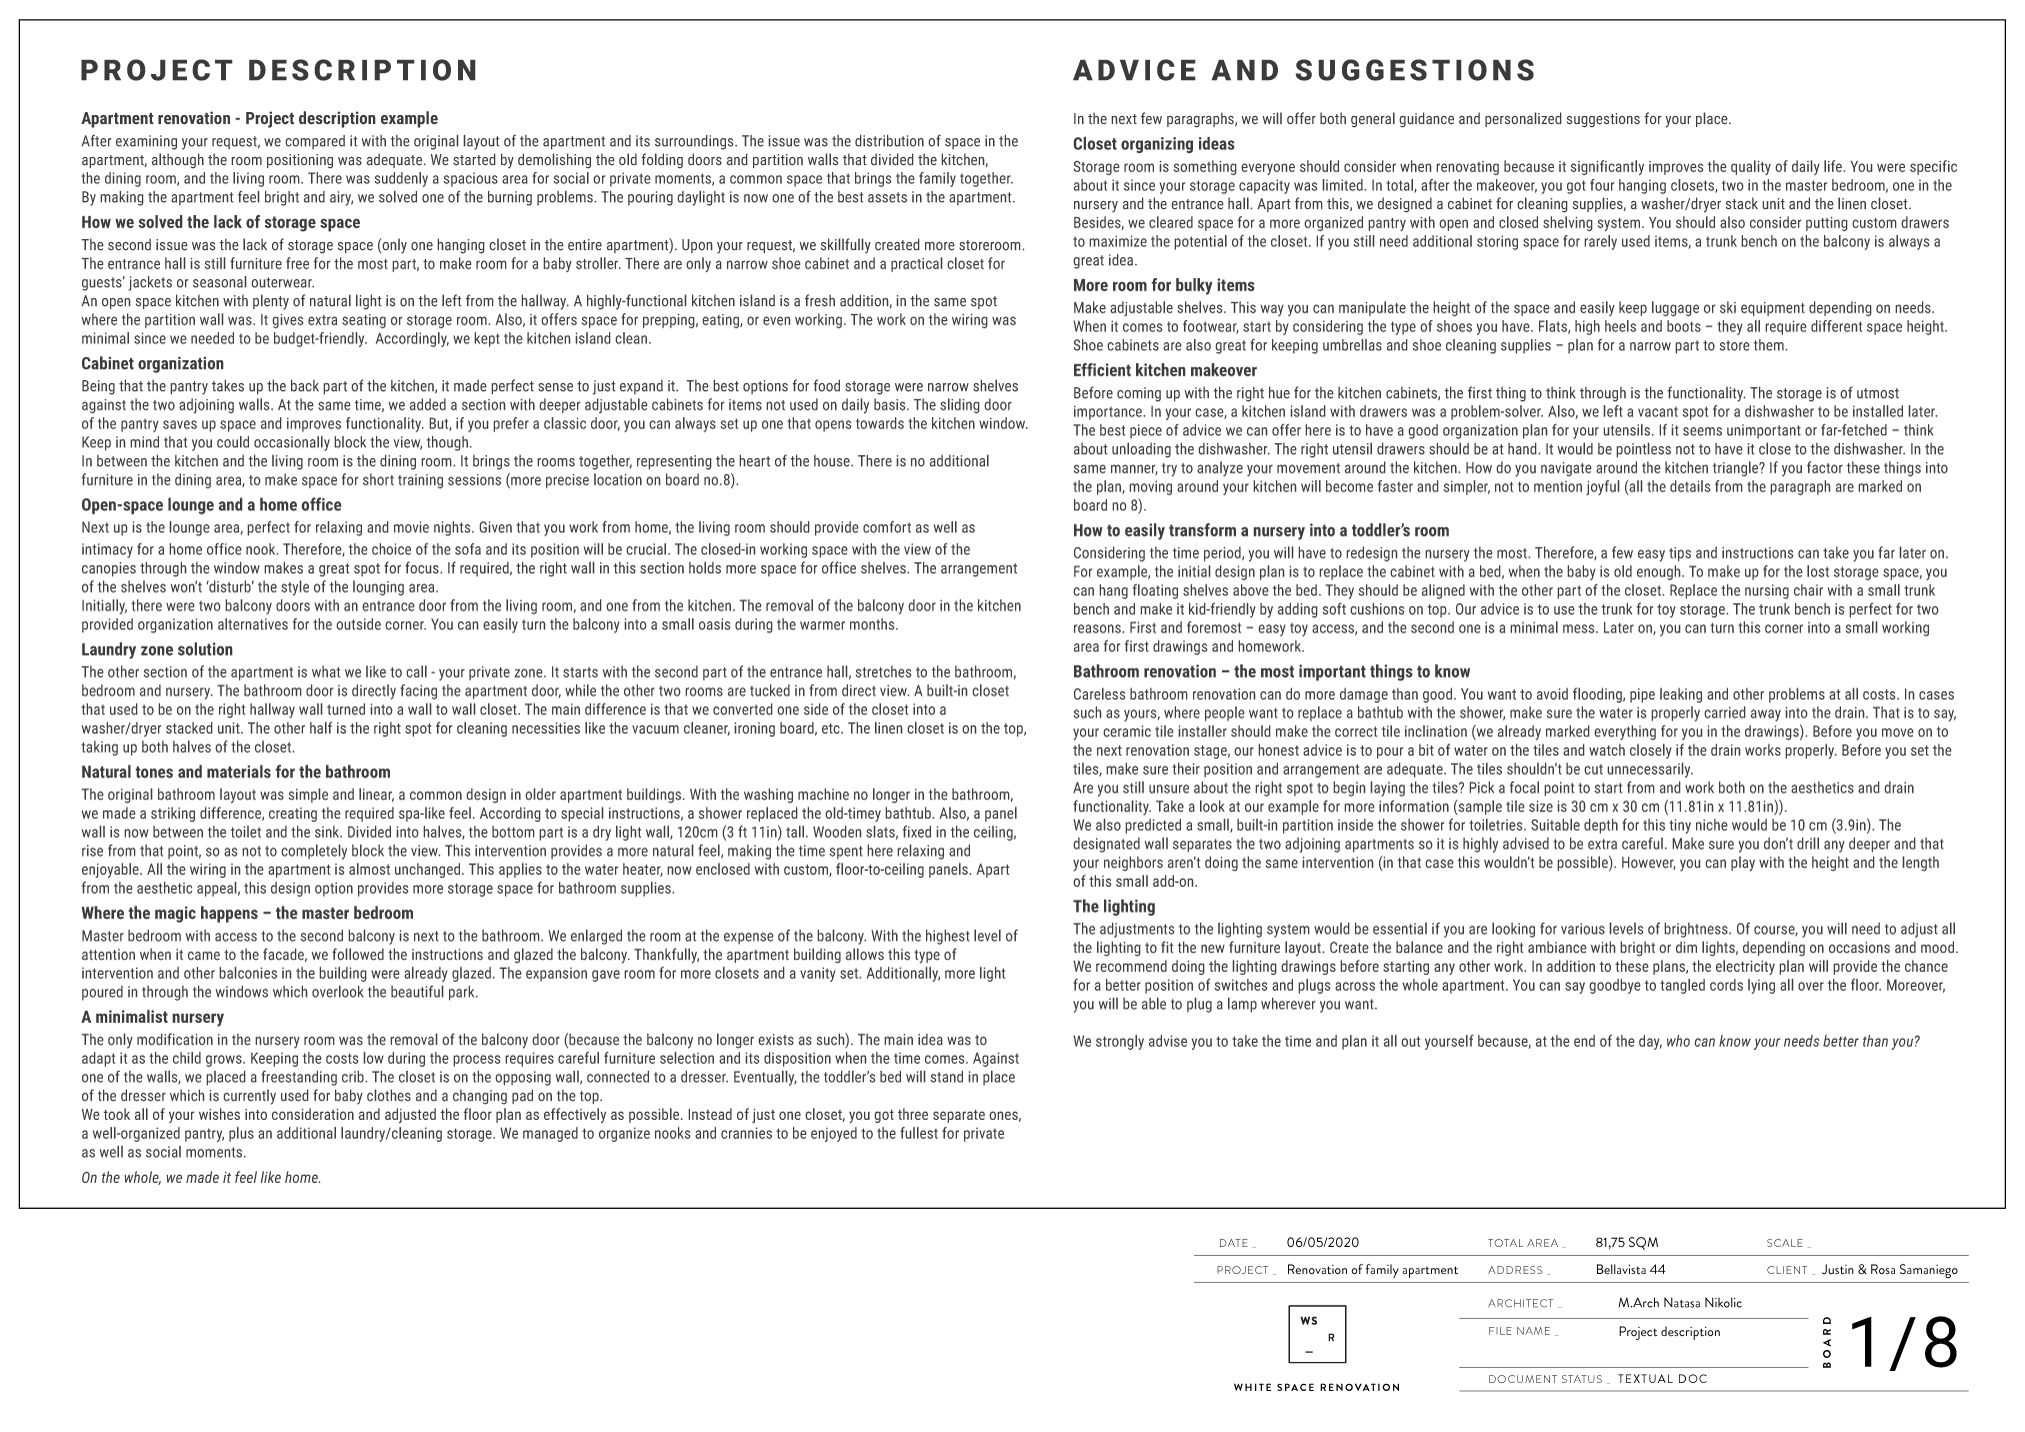 PROJECT DESCRIPTION
Apartment renovation - Project description example
After examining your request, we compared it with the original layout of the apartment and its surroundings. The issue was the distribution of space in the
apartment, although the room positioning was adequate. We started by demolishing the old folding doors and partition walls that divided the kitchen,
the dining room, and the living room. There was suddenly a spacious area for social or private moments, a common space that brings the family together.
By making the apartment feel bright and airy, we solved one of the burning problems. The pouring daylight is now one of the best assets in the apartment.
How we solved the lack of storage space
The second issue was the lack of storage space (only one hanging closet in the entire apartment). Upon your request, we skillfully created more storeroom.
The entrance hall is still furniture free for the most part, to make room for a baby stroller. There are only a narrow shoe cabinet and a practical closet for
guests’ jackets or seasonal outerwear.
An open space kitchen with plenty of natural light is on the left from the hallway. A highly-functional kitchen island is a fresh addition, in the same spot
where the partition wall was. It gives extra seating or storage room. Also, it offers space for prepping, eating, or even working. The work on the wiring was
minimal since we needed to be budget-friendly.  Accordingly, we kept the kitchen island clean.
Cabinet organization
Being that the pantry takes up the back part of the kitchen, it made perfect sense to just expand it.  The best options for food storage were narrow shelves
against the two adjoining walls. At the same time, we added a section with deeper adjustable cabinets for items not used on daily basis. The sliding door
of the pantry saves up space and improves functionality. But, if you prefer a classic door, you can always set up one that opens towards the kitchen window.
Keep in mind that you could occasionally block the view, though.
In between the kitchen and the living room is the dining room. It brings the rooms together, representing the heart of the house. There is no additional
furniture in the dining area, to make space for short training sessions (more precise location on board no.8).
Open-space lounge and a home office
Next up is the lounge area, perfect for relaxing and movie nights. Given that you work from home, the living room should provide comfort as well as
intimacy for a home office nook. Therefore, the choice of the sofa and its position will be crucial. The closed-in working space with the view of the
canopies through the window makes a great spot for focus. If required, the right wall in this section holds more space for office shelves. The arrangement
of the shelves won’t ‘disturb’ the style of the lounging area.
Initially, there were two balcony doors with an entrance door from the living room, and one from the kitchen. The removal of the balcony door in the kitchen
provided organization alternatives for the outside corner. You can easily turn the balcony into a small oasis during the warmer months.
Laundry zone solution
The other section of the apartment is what we like to call - your private zone. It starts with the second part of the entrance hall, stretches to the bathroom,
bedroom and nursery. The bathroom door is directly facing the apartment door, while the other two rooms are tucked in from direct view. A built-in closet
that used to be on the right hallway wall turned into a wall to wall closet. The main difference is that we converted one side of the closet into a
washer/dryer stacked unit. The other half is the right spot for cleaning necessities like the vacuum cleaner, ironing board, etc. The linen closet is on the top,
taking up both halves of the closet.
Natural tones and materials for the bathroom
The original bathroom layout was simple and linear, a common design in older apartment buildings. With the washing machine no longer in the bathroom,
we made a striking difference, creating the required spa-like feel. According to special instructions, a shower replaced the old-timey bathtub. Also, a panel
wall is now between the toilet and the sink. Divided into halves, the bottom part is a dry light wall, 120cm (3 ft 11in) tall. Wooden slats, fixed in the ceiling,
rise from that point, so as not to completely block the view. This intervention provides a more natural feel, making the time spent here relaxing and
enjoyable. All the wiring in the apartment is almost unchanged. This applies to the water heater, now enclosed with custom, floor-to-ceiling panels. Apart
from the aesthetic appeal, this design option provides more storage space for bathroom supplies.
Where the magic happens – the master bedroom
Master bedroom with access to the second balcony is next to the bathroom. We enlarged the room at the expense of the balcony. With the highest level of
attention when it came to the facade, we followed the instructions and glazed the balcony. Thankfully, the apartment building allows this type of
intervention and other balconies in the building were already glazed. The expansion gave room for more closets and a vanity set. Additionally, more light
poured in through the windows which overlook the beautiful park.
A minimalist nursery
The only modification in the nursery room was the removal of the balcony door (because the balcony no longer exists as such). The main idea was to
adapt it as the child grows. Keeping the costs low during the process requires careful furniture selection and its disposition when the time comes. Against
one of the walls, we placed a freestanding crib. The closet is on the opposing wall, connected to a dresser. Eventually, the toddler’s bed will stand in place
of the dresser which is currently used for baby clothes and a changing pad on the top.
We took all of your wishes into consideration and adjusted the floor plan as effectively as possible. Instead of just one closet, you got three separate ones,
a well-organized pantry, plus an additional laundry/cleaning storage. We managed to organize nooks and crannies to be enjoyed to the fullest for private
as well as social moments.
On the whole, we made it feel like home.
ADVICE AND SUGGESTIONS
In the next few paragraphs, we will offer both general guidance and personalized suggestions for your place.
Closet organizing ideas
Storage room is something everyone should consider when renovating because it significantly improves the quality of daily life. You were specific
about it since your storage capacity was limited. In total, after the makeover, you got four hanging closets, two in the master bedroom, one in the
nursery and the entrance hall. Apart from this, we designed a cabinet for cleaning supplies, a washer/dryer stack unit and the linen closet.
Besides, we cleared space for a more organized pantry with open and closed shelving system. You should also consider putting custom drawers
to maximize the potential of the closet. If you still need additional storing space for rarely used items, a trunk bench on the balcony is always a
great idea.
More room for bulky items
Make adjustable shelves. This way you can manipulate the height of the space and easily keep luggage or ski equipment depending on needs.
When it comes to footwear, start by considering the type of shoes you have. Flats, high heels and boots – they all require different space height.
Shoe cabinets are also great for keeping umbrellas and shoe cleaning supplies – plan for a narrow part to store them.
Efficient kitchen makeover
Before coming up with the right hue for the kitchen cabinets, the first thing to think through is the functionality. The storage is of utmost
importance. In your case, a kitchen island with drawers was a problem-solver. Also, we left a vacant spot for a dishwasher to be installed later.
The best piece of advice we can offer here is to have a good organization plan for your utensils. If it seems unimportant or far-fetched – think
about unloading the dishwasher. The right utensil drawers should be at hand. It would be pointless not to have it close to the dishwasher. In the
same manner, try to analyze your movement around the kitchen. How do you navigate around the kitchen triangle? If you factor these things into
the plan, moving around your kitchen will become faster and simpler, not to mention joyful (all the details from the paragraph are marked on
board no 8).
How to easily transform a nursery into a toddler’s room
Considering the time period, you will have to redesign the nursery the most. Therefore, a few easy tips and instructions can take you far later on.
For example, the initial design plan is to replace the cabinet with a bed, when the baby is old enough. To make up for the lost storage space, you
can hang floating shelves above the bed. They should be aligned with the other part of the closet. Replace the nursing chair with a small trunk
bench and make it kid-friendly by adding soft cushions on top. Our advice is to use the trunk for toy storage. The trunk bench is perfect for two
reasons. First and foremost – easy toy access, and the second one is a minimal mess. Later on, you can turn this corner into a small working
area for first drawings and homework.
Bathroom renovation – the most important things to know
Careless bathroom renovation can do more damage than good. You want to avoid flooding, pipe leaking and other problems at all costs. In cases
such as yours, where people want to replace a bathtub with the shower, make sure the water is properly carried away into the drain. That is to say,
your ceramic tile installer should make the correct tile inclination (we already marked everything for you in the drawings). Before you move on to
the next renovation stage, our honest advice is to pour a bit of water on the tiles and watch closely if the drain works properly. Before you set the
tiles, make sure their position and arrangement are adequate. The tiles shouldn’t be cut unnecessarily.
Are you still unsure about the right spot to begin laying the tiles? Pick a focal point to start from and work both on the aesthetics and drain
functionality. Take a look at our example for more information (sample tile size is 30 cm x 30 cm (11.81in x 11.81in)).
We also predicted a small, built-in partition inside the shower for toiletries. Suitable depth for this tiny niche would be 10 cm (3.9in). The
designated wall separates the two adjoining apartments so it is highly advised to be extra careful. Make sure you don’t drill any deeper and that
your neighbors aren’t doing the same intervention (in that case this wouldn’t be possible). However, you can play with the height and the length
of this small add-on.
The lighting
The adjustments to the lighting system would be essential if you are looking for various levels of brightness. Of course, you will need to adjust all
the lighting to fit the new furniture layout. Create the balance and the right ambiance with bright or dim lights, depending on occasions and mood.
We recommend doing the lighting drawings before starting any other work. In addition to these plans, the electricity plan will provide the chance
for a better position of switches and plugs across the whole apartment. You can say goodbye to tangled cords lying all over the floor. Moreover,
you will be able to plug a lamp wherever you want.
We strongly advise you to take the time and plan it all out yourself because, at the end of the day, who can know your needs better than you?
DATE _ 06/05/2020 TOTAL AREA _ 81,75 SQM SCALE _
PROJECT _ Renovation of family apartment ADDRESS _ Bellavista 44 CLIENT _ Justin & Rosa Samaniego
ARCHITECT _ M.Arch Natasa Nikolic
FILE NAME _ Project description
DOCUMENT STATUS _ TEXTUAL DOC
BOARD 1/8
WS
R
_
WHITE SPACE RENOVATION